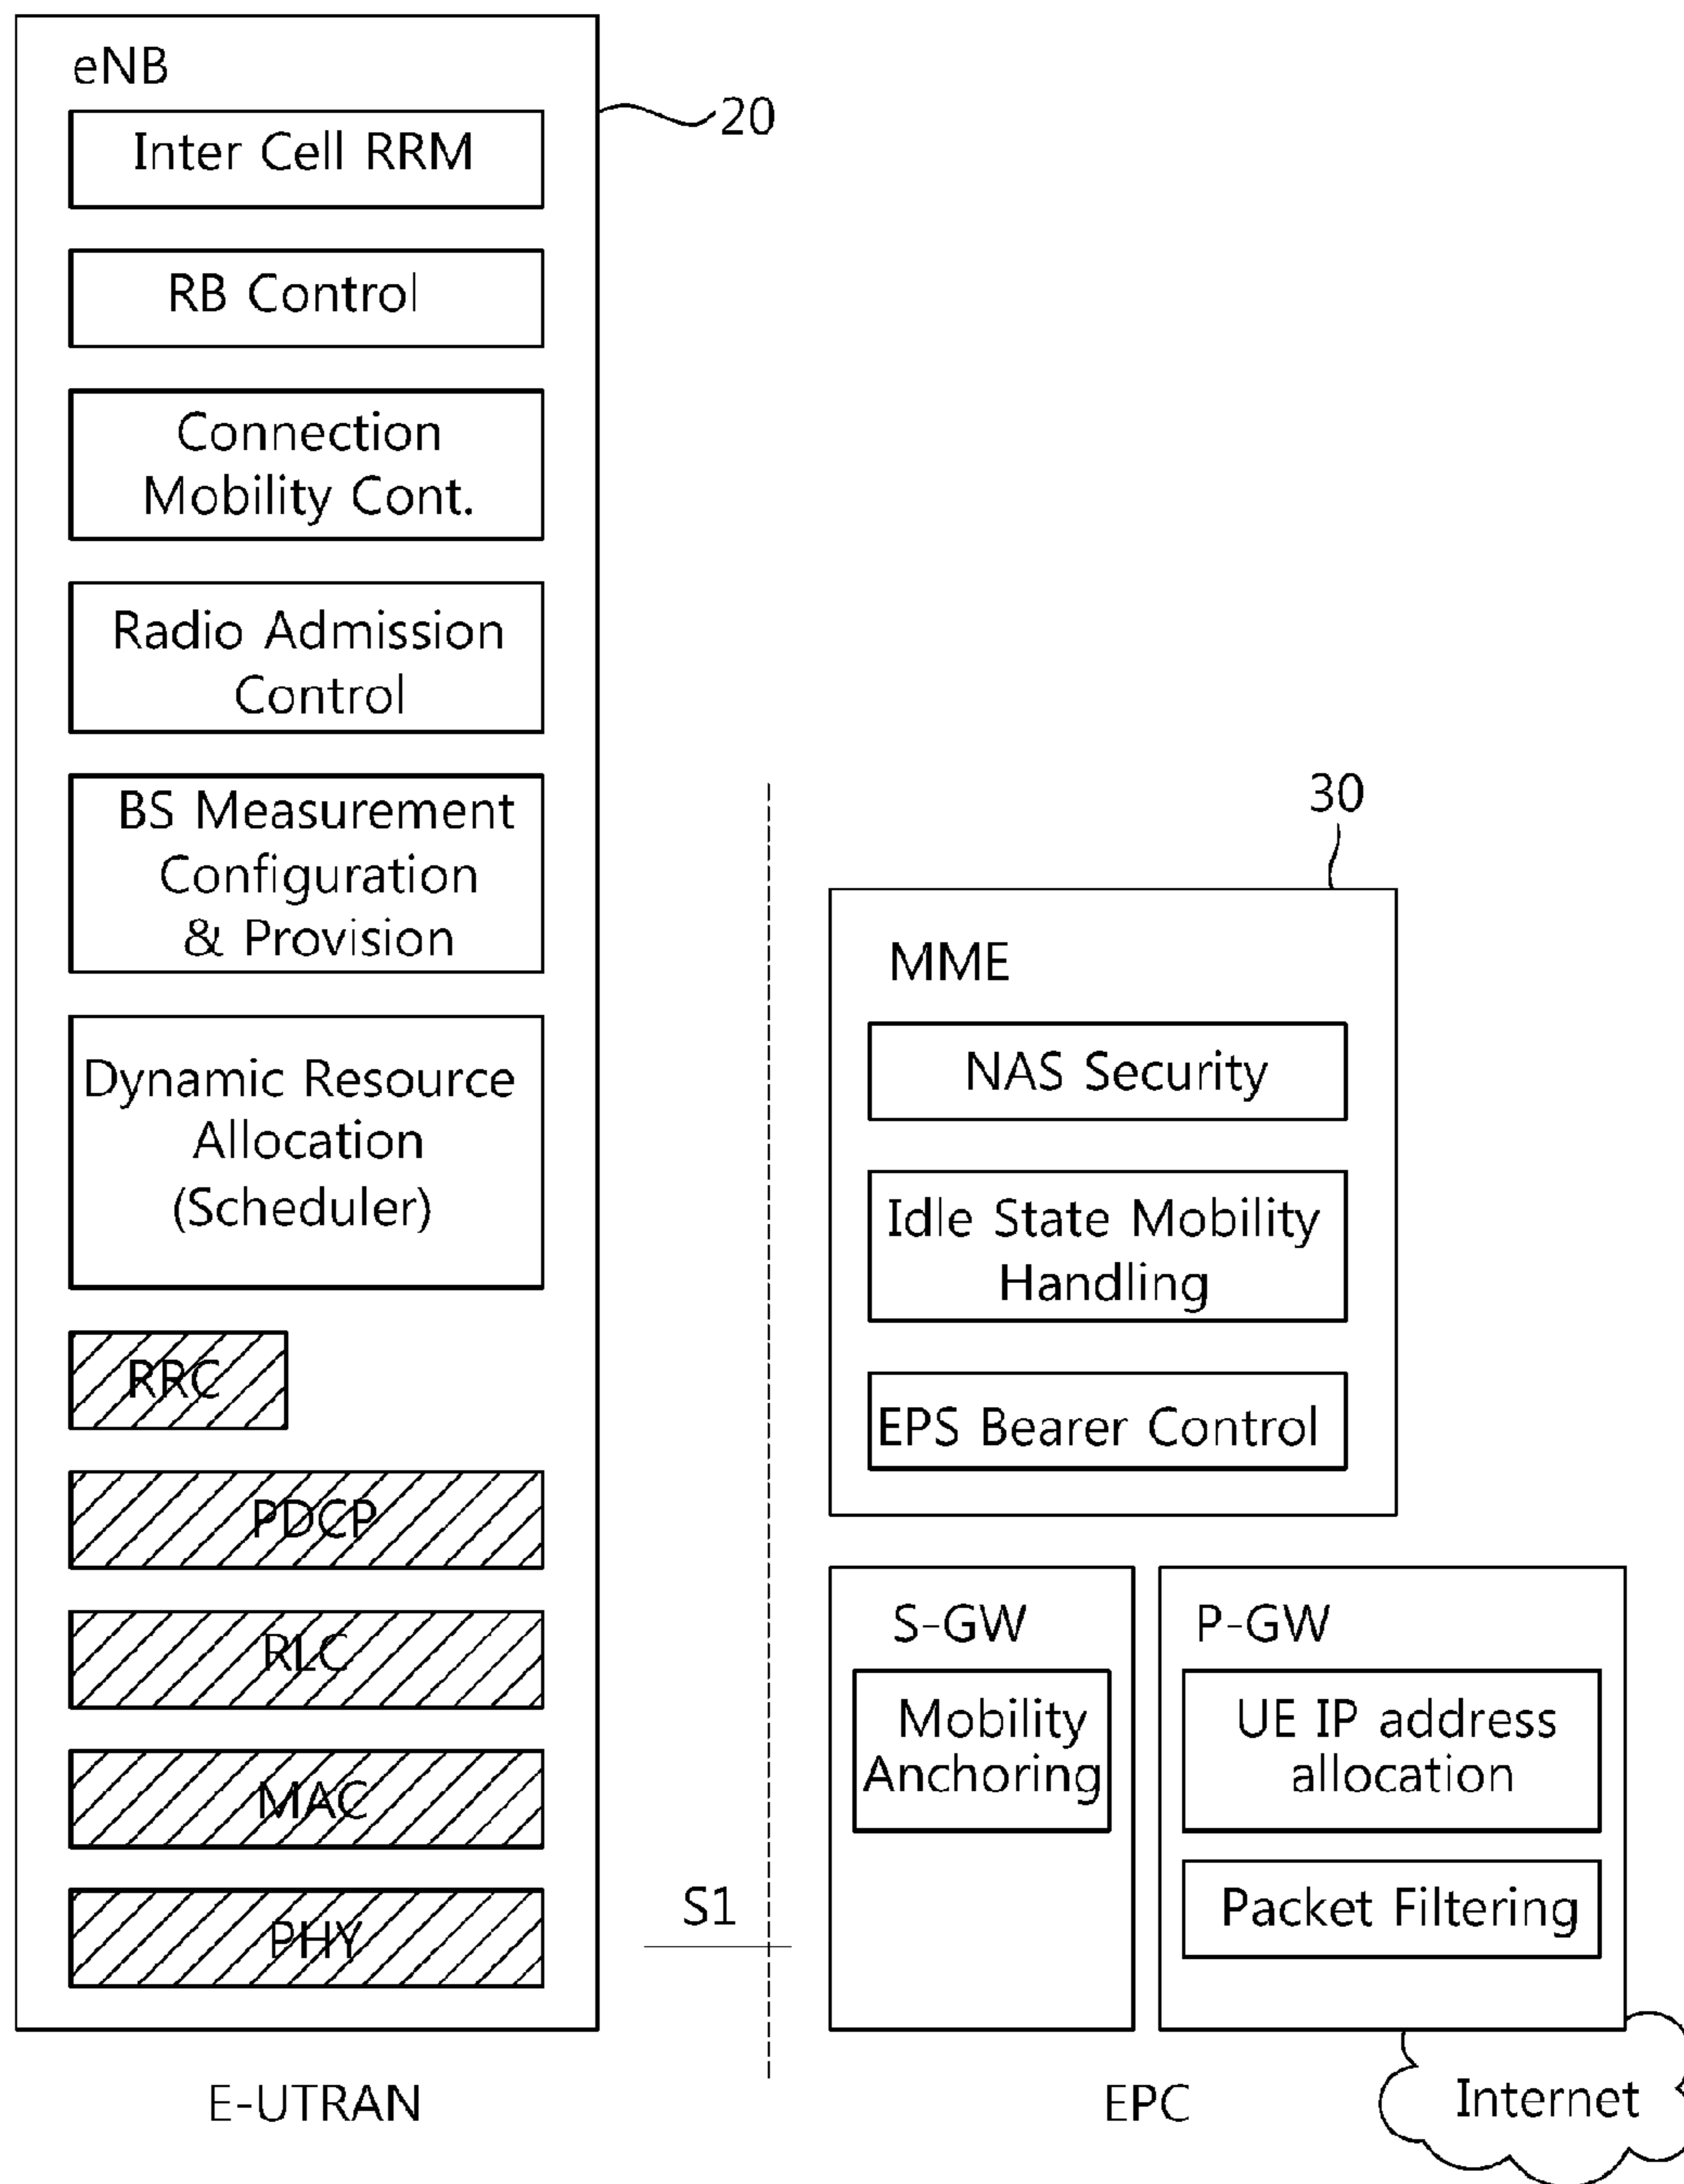 eNB
20
Inter Cell RRM
RB Control
Connection
Mobility Cont.
Radio Admission
Control
BS Measurement
Configuration
& Provision
Dynamic Resource
Allocation
(Scheduler)
RRC
PDCP
RLC
MAC
PHY
E-UTRAN
S1
30
MME
NAS Security
Idle State Mobility
Handling
EPS Bearer Control
S-GW
Mobility
Anchoring
P-GW
UE IP address
allocation
Packet Filtering
EPC
Internet